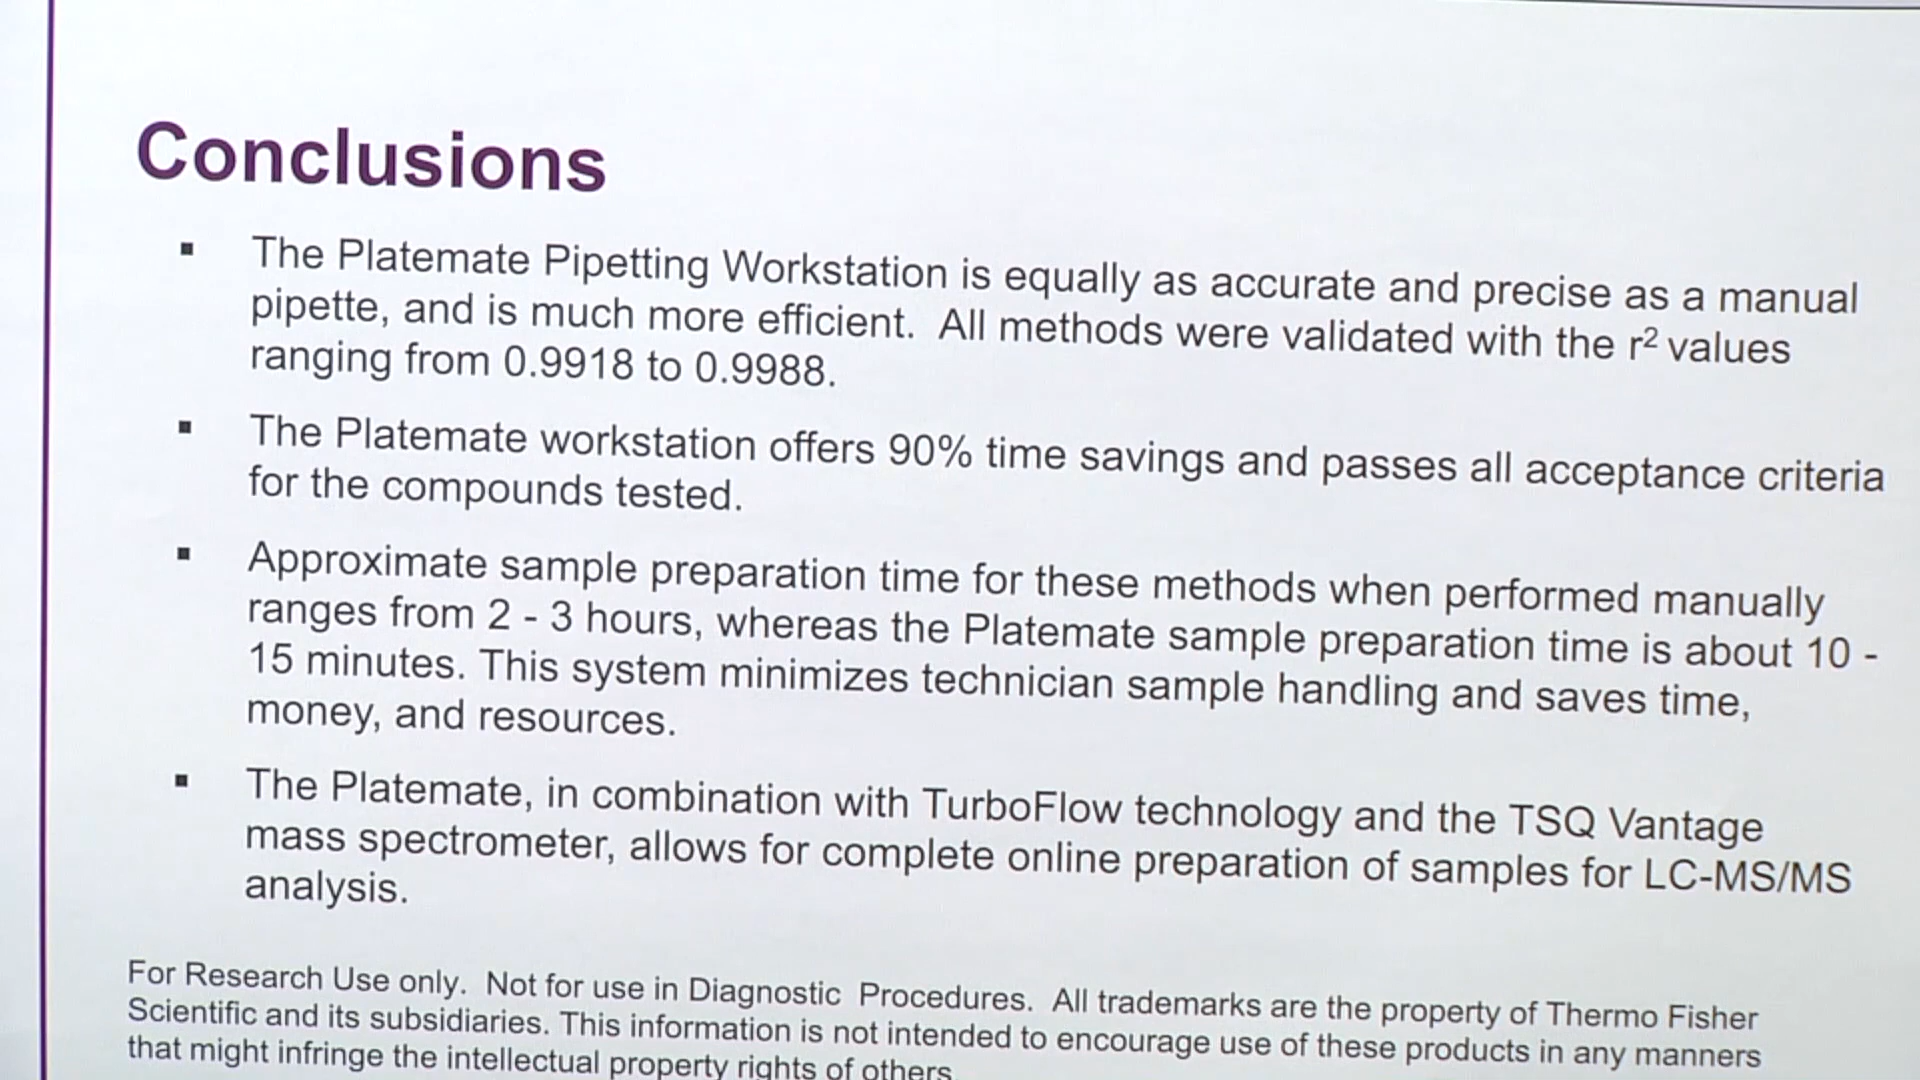 Conclusions
▪ The Platemate Pipetting Workstation is equally as accurate and precise as a manual
pipette, and is much more efficient.  All methods were validated with the r² values
ranging from 0.9918 to 0.9988.
▪ The Platemate workstation offers 90% time savings and passes all acceptance criteria
for the compounds tested.
▪ Approximate sample preparation time for these methods when performed manually
ranges from 2 - 3 hours, whereas the Platemate sample preparation time is about 10 -
15 minutes. This system minimizes technician sample handling and saves time,
money, and resources.
▪ The Platemate, in combination with TurboFlow technology and the TSQ Vantage
mass spectrometer, allows for complete online preparation of samples for LC-MS/MS
analysis.
For Research Use only.  Not for use in Diagnostic  Procedures.  All trademarks are the property of Thermo Fisher
Scientific and its subsidiaries. This information is not intended to encourage use of these products in any manners
that might infringe the intellectual property rights of others.